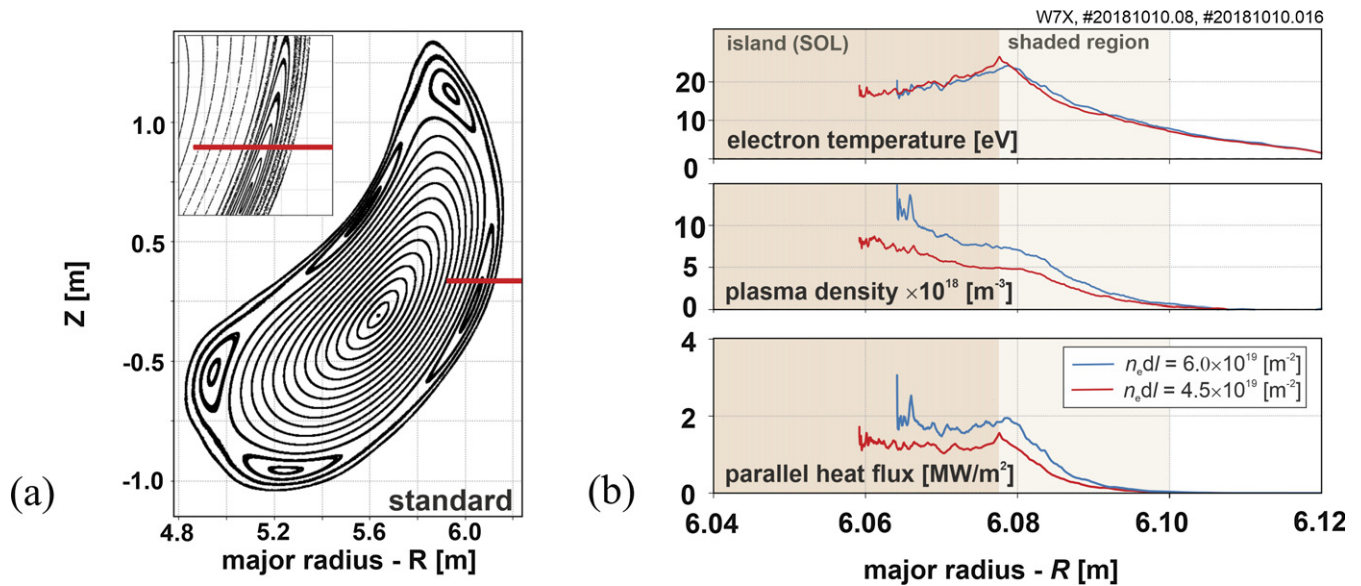 W7X, #20181010.08, #20181010.016
1.0
0.5
-0.5
-1.0
Z [m]
standard
4.8 5.2 5.6 6.0
major radius - R [m]
(a)
island (SOL) shaded region
20
10
0
electron temperature [eV]
10
5
0
plasma density ×10¹⁸ [m⁻³]
4
2
0
nₑdl = 6.0×10¹⁹ [m⁻²]
nₑdl = 4.5×10¹⁹ [m⁻²]
parallel heat flux [MW/m²]
6.04 6.06 6.08 6.10 6.12
major radius - R [m]
(b)